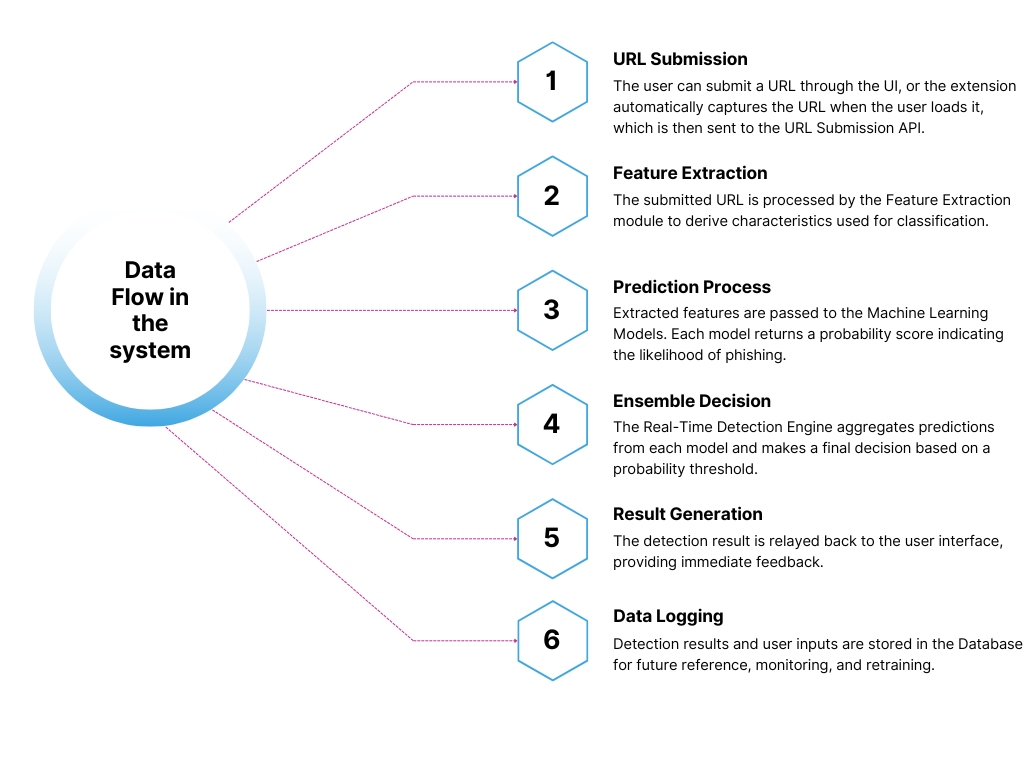 Data
Flow in
the
system
1
URL Submission
The user can submit a URL through the UI, or the extension
automatically captures the URL when the user loads it,
which is then sent to the URL Submission API.
2
Feature Extraction
The submitted URL is processed by the Feature Extraction
module to derive characteristics used for classification.
3
Prediction Process
Extracted features are passed to the Machine Learning
Models. Each model returns a probability score indicating
the likelihood of phishing.
4
Ensemble Decision
The Real-Time Detection Engine aggregates predictions
from each model and makes a final decision based on a
probability threshold.
5
Result Generation
The detection result is relayed back to the user interface,
providing immediate feedback.
6
Data Logging
Detection results and user inputs are stored in the Database
for future reference, monitoring, and retraining.